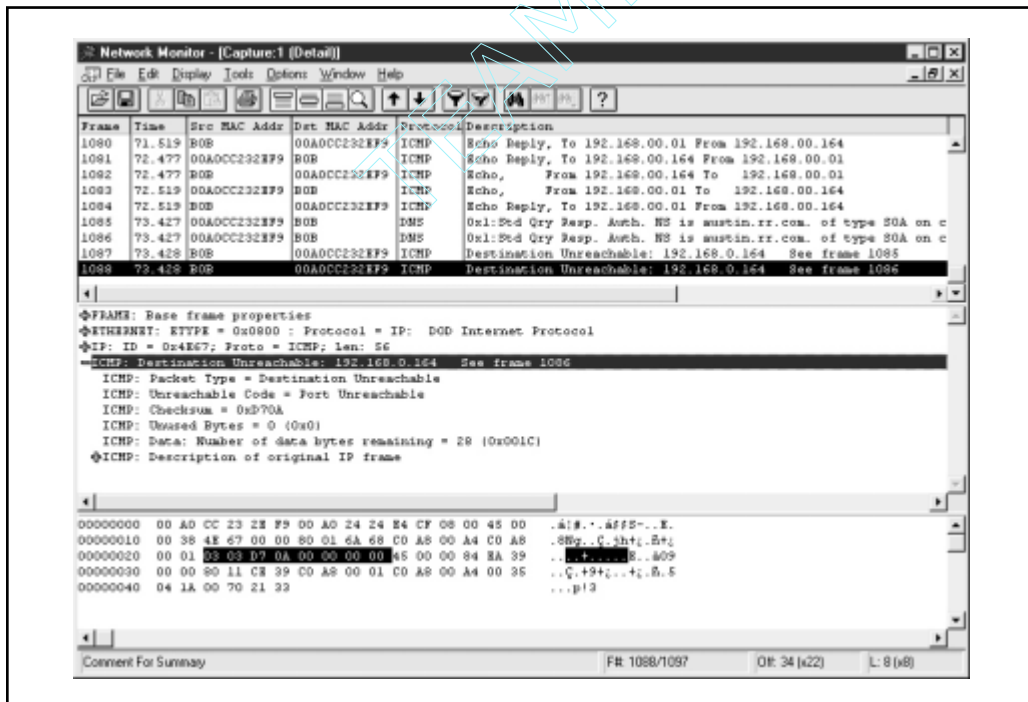 Network Monitor - [Capture:1 (Detail)]
File Edit Display Tools Options Window Help
Frame Time Src MAC Addr Dst MAC Addr Protocol Description
1080 71.519 BOB 00A0CC232EF9 ICMP Echo Reply, To 192.168.00.01 From 192.168.00.164
1081 72.477 00A0CC232EF9 BOB ICMP Echo Reply, To 192.168.00.164 From 192.168.00.01
1082 72.477 BOB 00A0CC232EF9 ICMP Echo, From 192.168.00.164 To 192.168.00.01
1083 72.519 00A0CC232EF9 BOB ICMP Echo, From 192.168.00.01 To 192.168.00.164
1084 72.519 BOB 00A0CC232EF9 ICMP Echo Reply, To 192.168.00.01 From 192.168.00.164
1085 73.427 00A0CC232EF9 BOB DNS 0x1:Std Qry Resp. Auth. NS is austin.rr.com. of type SOA on c
1086 73.427 00A0CC232EF9 BOB DNS 0x1:Std Qry Resp. Auth. NS is austin.rr.com. of type SOA on c
1087 73.428 BOB 00A0CC232EF9 ICMP Destination Unreachable: 192.168.0.164 See frame 1085
1088 73.428 BOB 00A0CC232EF9 ICMP Destination Unreachable: 192.168.0.164 See frame 1086
FRAME: Base frame properties
ETHERNET: ETYPE = 0x0800 : Protocol = IP: DOD Internet Protocol
IP: ID = 0x4E67; Proto = ICMP; Len: 56
ICMP: Destination Unreachable: 192.168.0.164 See frame 1086
ICMP: Packet Type = Destination Unreachable
ICMP: Unreachable Code = Port Unreachable
ICMP: Checksum = 0xD70A
ICMP: Unused Bytes = 0 (0x0)
ICMP: Data: Number of data bytes remaining = 28 (0x001C)
ICMP: Description of original IP frame
00000000 00 A0 CC 23 2E F9 00 A0 24 24 E4 CF 08 00 45 00
00000010 00 38 4E 67 00 00 80 01 6A 68 C0 A8 00 A4 C0 A8
00000020 00 01 03 03 D7 0A 00 00 00 00 45 00 00 84 EA 39
00000030 00 00 80 11 CE 39 C0 A8 00 01 C0 A8 00 A4 00 35
00000040 04 1A 00 70 21 33 ...p!3
Comment For Summary F#: 1088/1097 Off: 34 (x22) L: 8 (x8)